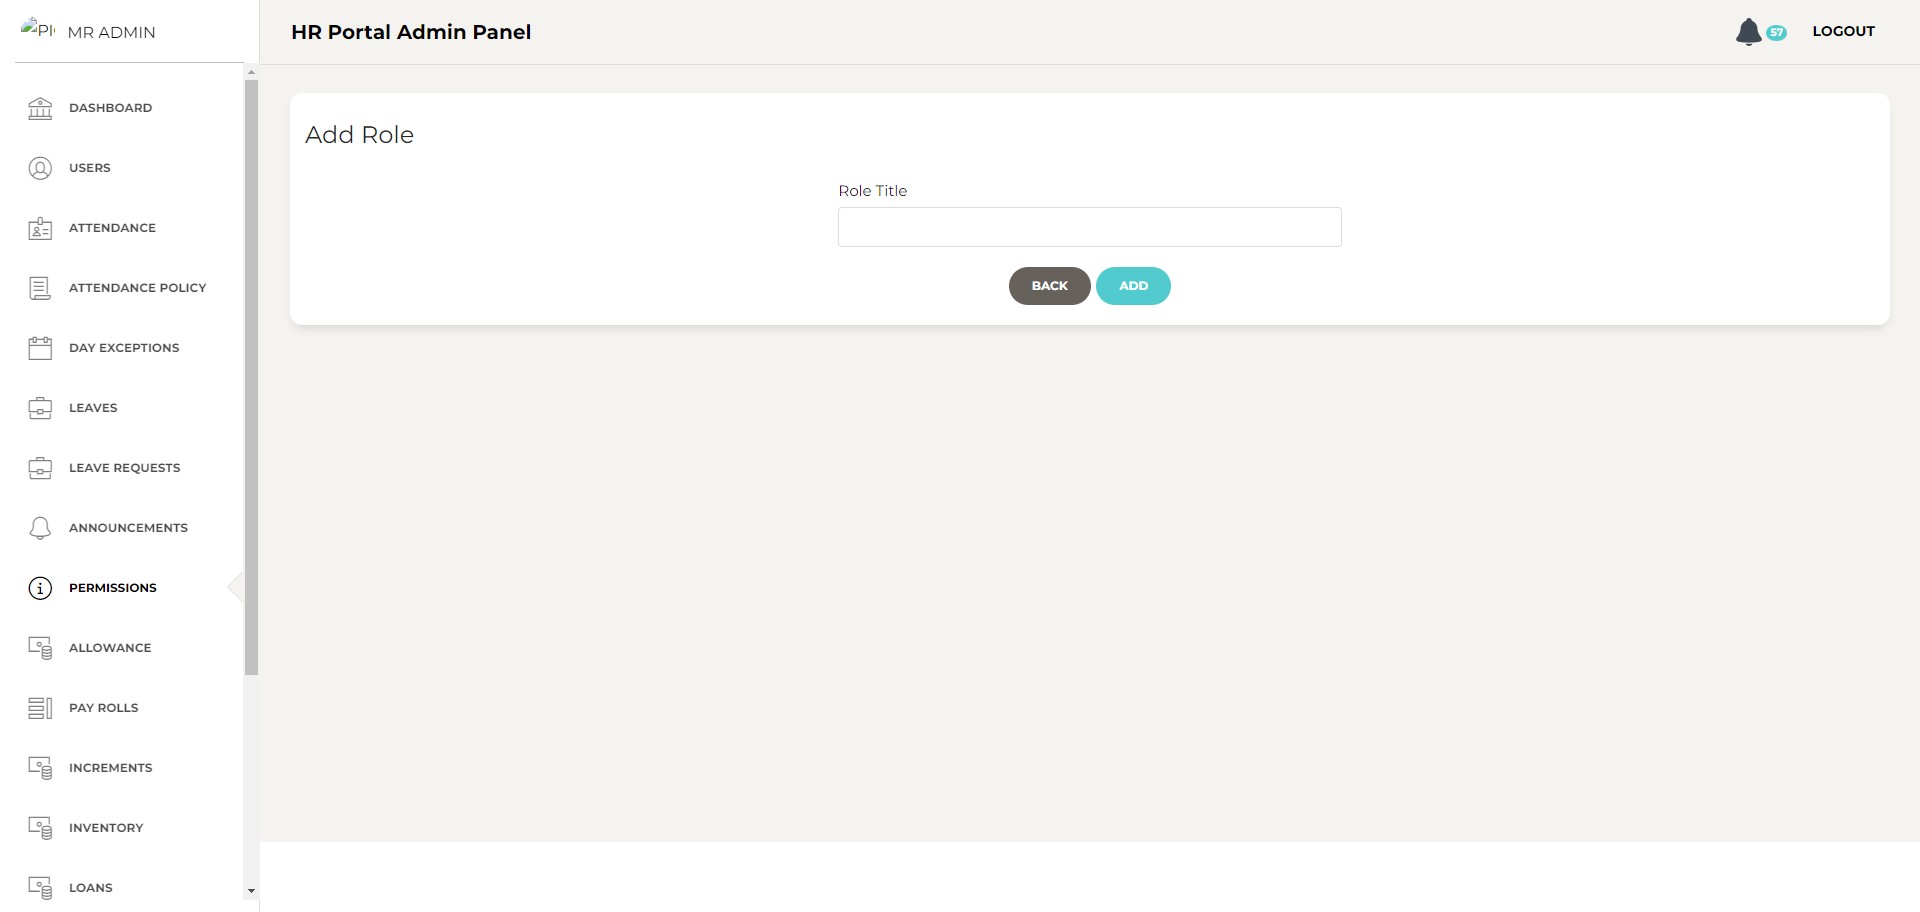 MR ADMIN
HR Portal Admin Panel
57
LOGOUT
DASHBOARD
USERS
ATTENDANCE
ATTENDANCE POLICY
DAY EXCEPTIONS
LEAVES
LEAVE REQUESTS
ANNOUNCEMENTS
PERMISSIONS
ALLOWANCE
PAY ROLLS
INCREMENTS
INVENTORY
LOANS
Add Role
Role Title
BACK
ADD